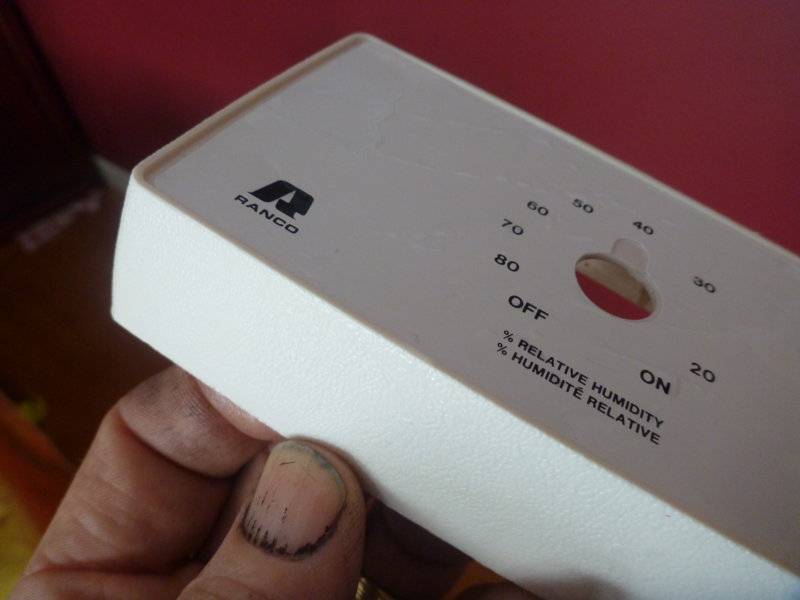 RANCO
50
60
40
70
30
80
OFF
20
ON
% RELATIVE HUMIDITY
% HUMIDITÉ RELATIVE